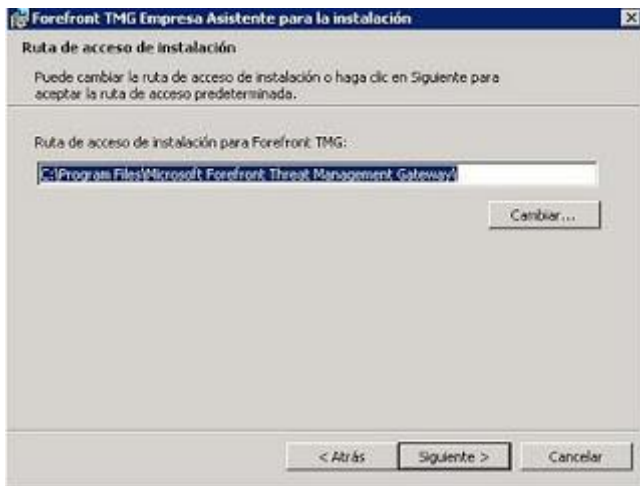 Forefront TMG Empresa Asistente para la instalación
Ruta de acceso de instalación
Puede cambiar la ruta de acceso de instalación o haga clic en Siguiente para
aceptar la ruta de acceso predeterminada.
Ruta de acceso de instalación para Forefront TMG:
C:\Program Files\Microsoft Forefront Threat Management Gateway\
Cambiar...
< Atrás
Siguiente >
Cancelar